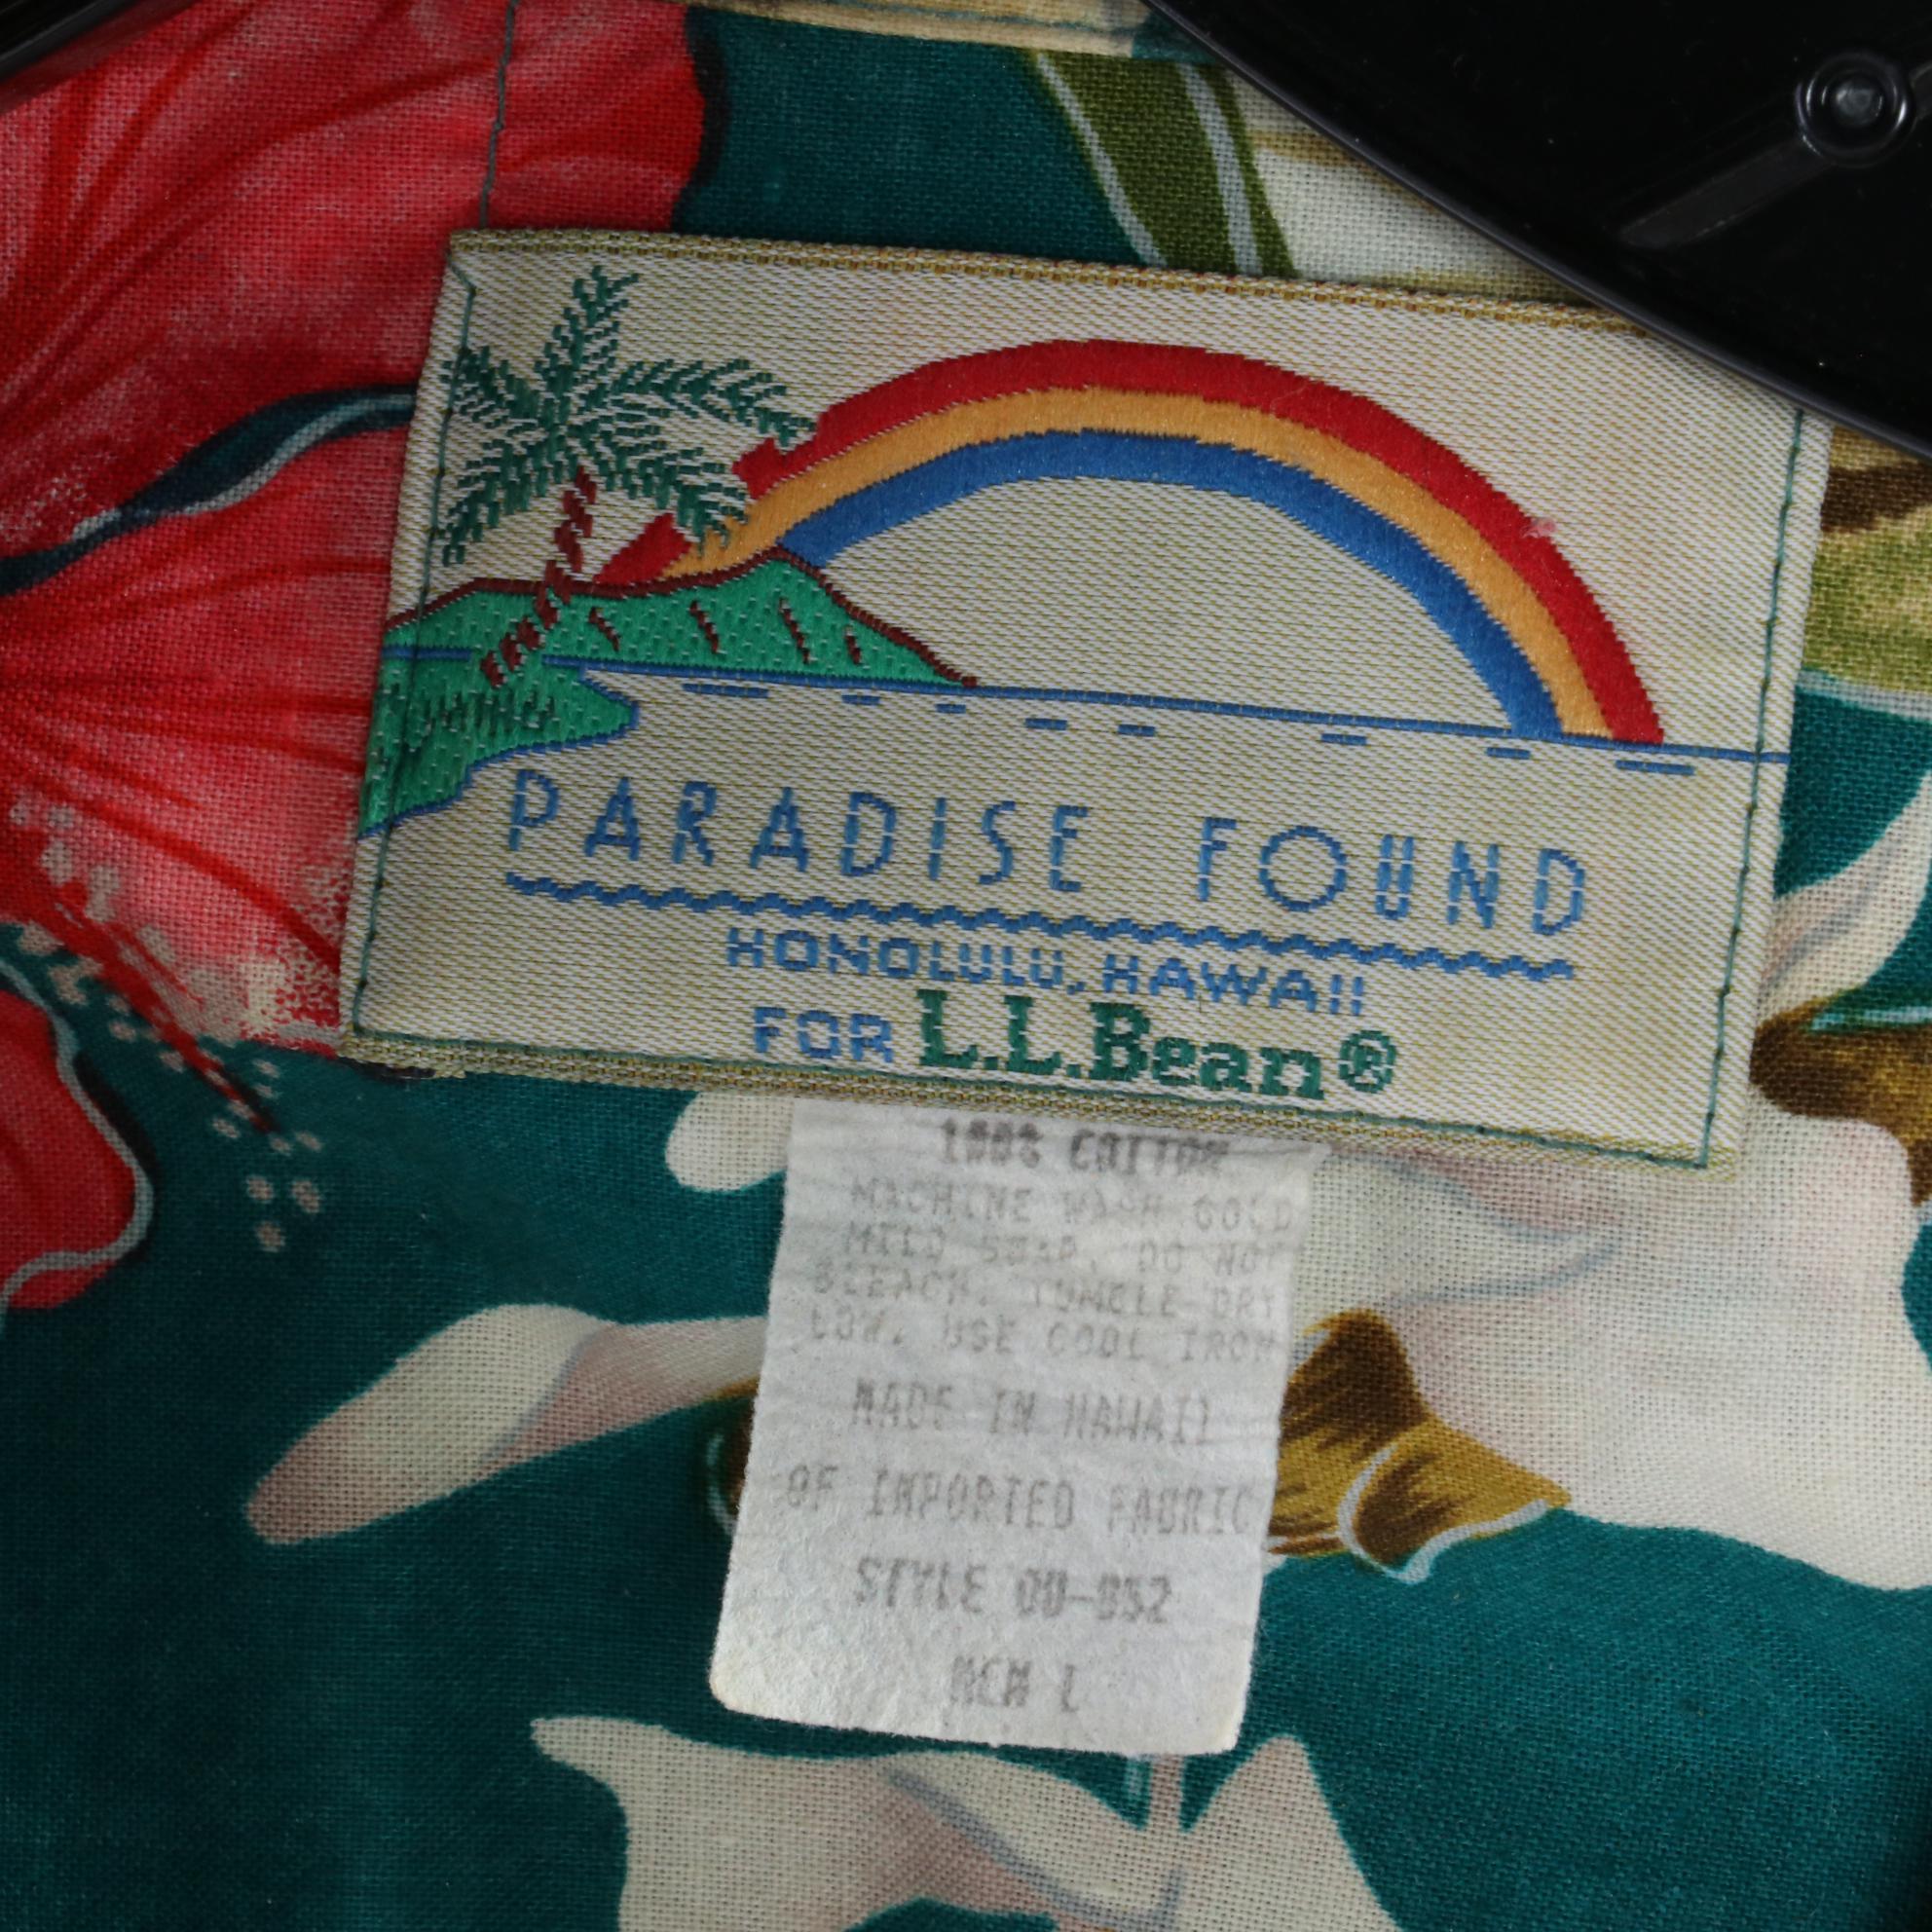 PARADISE FOUND
HONOLULU, HAWAII
FOR L.L.Bean®
100% COTTON
MACHINE WASH COLD
MILD SOAP. DO NOT
BLEACH. TUMBLE DRY
LOW. USE COOL IRON
MADE IN HAWAII
OF IMPORTED FABRIC
STYLE